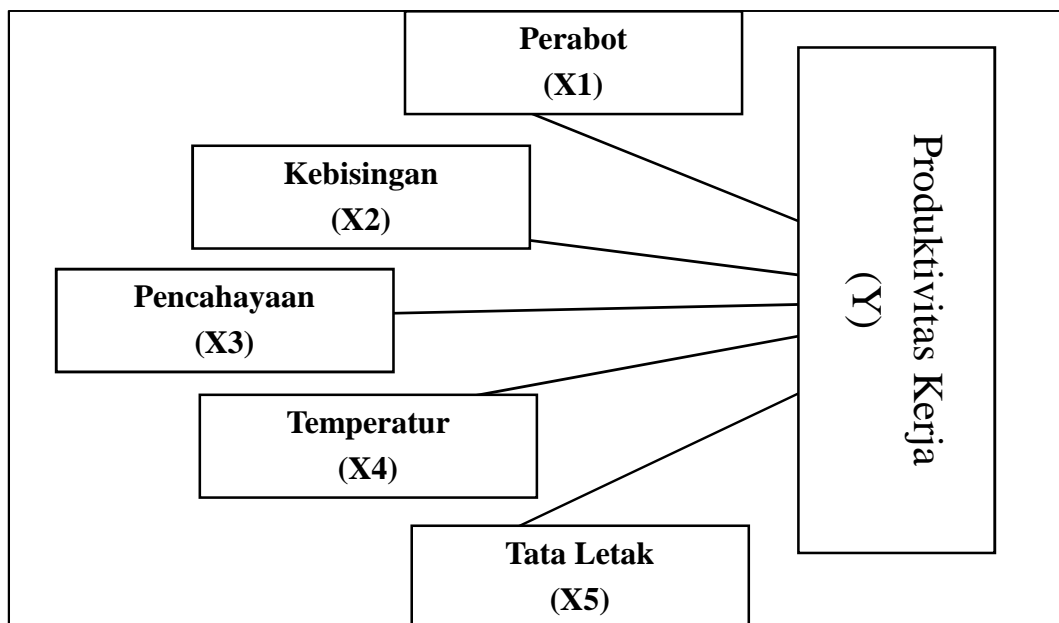 Perabot
(X1)
Kebisingan
(X2)
Pencahayaan
(X3)
Temperatur
(X4)
Tata Letak
(X5)
Produktivitas Kerja
(Y)